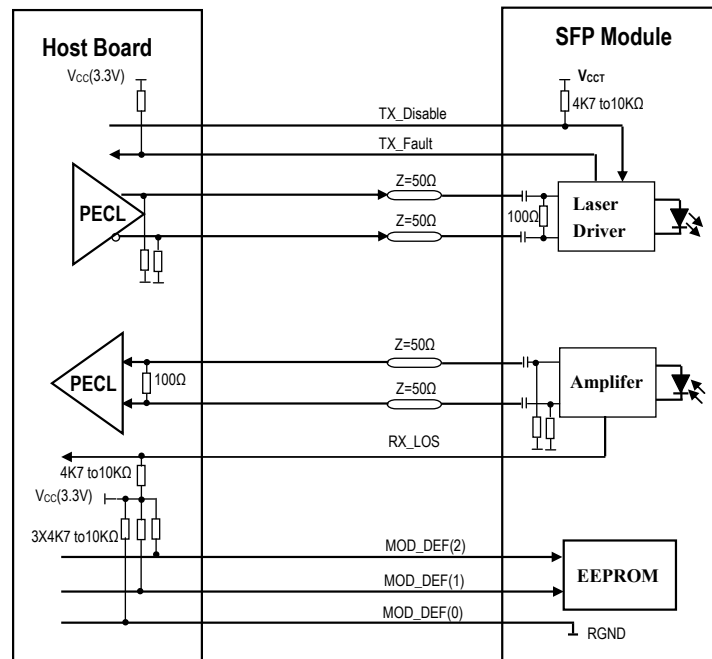 Host Board
SFP Module
VCC(3.3V)
VCCT
4K7 to10KΩ
TX_Disable
TX_Fault
Z=50Ω
PECL
Z=50Ω
100Ω
Laser
Driver
Z=50Ω
PECL
100Ω
Z=50Ω
Amplifer
RX_LOS
4K7 to10KΩ
VCC(3.3V)
3X4K7 to10KΩ
MOD_DEF(2)
EEPROM
MOD_DEF(1)
MOD_DEF(0)
RGND